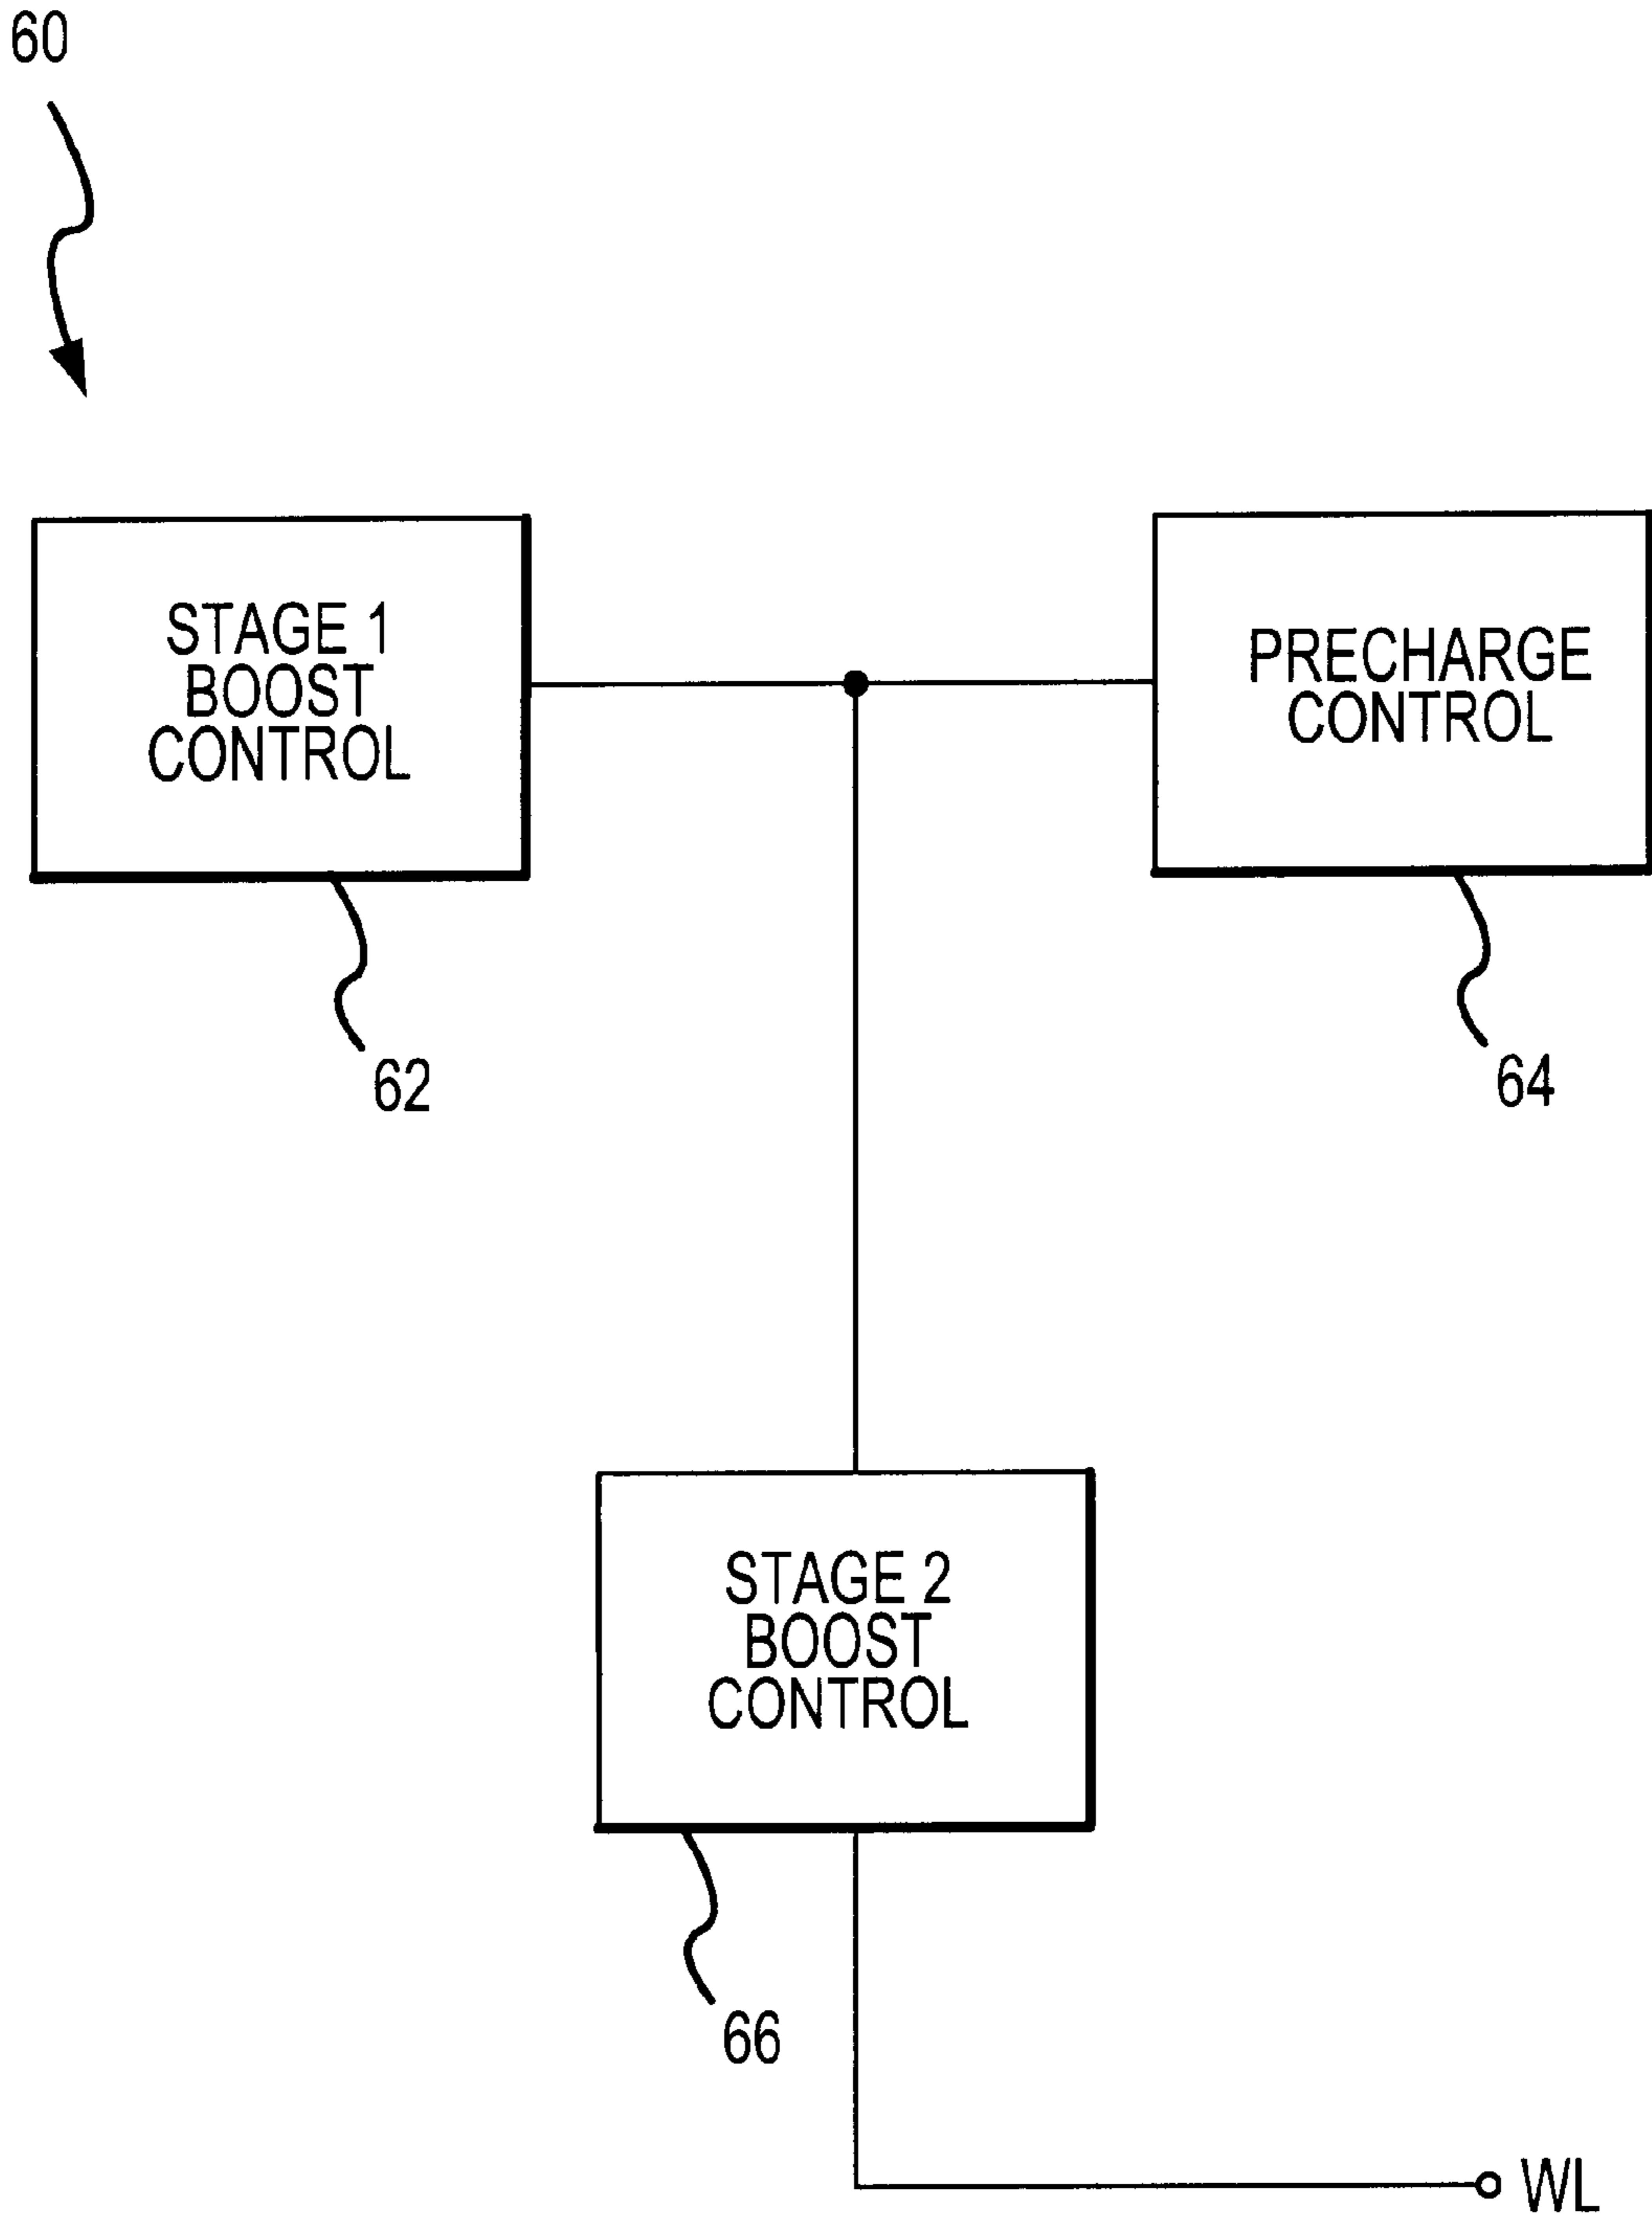 60
STAGE 1
BOOST
CONTROL
PRECHARGE
CONTROL
62
64
STAGE 2
BOOST
CONTROL
66
WL